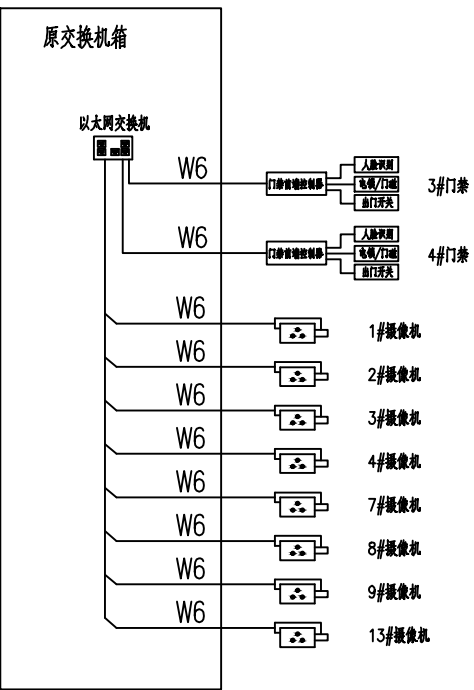 原交换机箱
以太网交换机
W6
门禁前端控制器
人脸识别
电锁/门磁
出门开关
3#门禁
W6
门禁前端控制器
人脸识别
电锁/门磁
出门开关
4#门禁
W6
1#摄像机
W6
2#摄像机
W6
3#摄像机
W6
4#摄像机
W6
7#摄像机
W6
8#摄像机
W6
9#摄像机
W6
13#摄像机